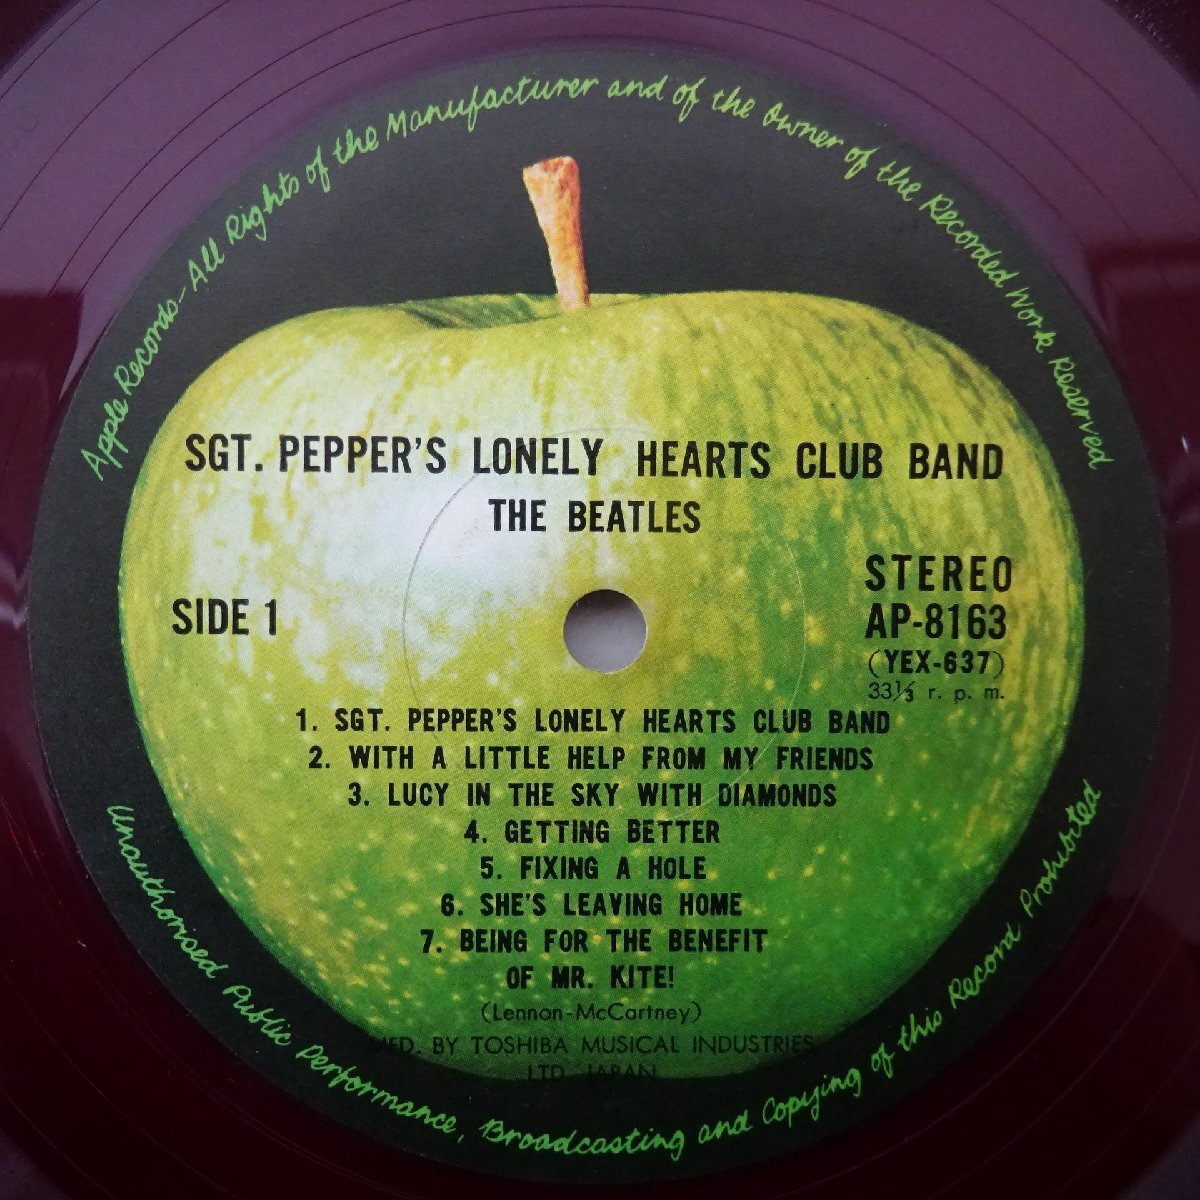 Apple Records-All Rights of the Manufacturer and of the Owner of the Recorded Work Reserved
SGT. PEPPER'S LONELY HEARTS CLUB BAND
THE BEATLES
SIDE 1
STEREO
AP-8163
(YEX-637)
33⅓ r. p. m.
1. SGT. PEPPER'S LONELY HEARTS CLUB BAND
2. WITH A LITTLE HELP FROM MY FRIENDS
3. LUCY IN THE SKY WITH DIAMONDS
4. GETTING BETTER
5. FIXING A HOLE
6. SHE'S LEAVING HOME
7. BEING FOR THE BENEFIT
OF MR. KITE!
(Lennon-McCartney)
MFD. BY TOSHIBA MUSICAL INDUSTRIES
LTD. JAPAN
Unauthorised Public Performance, Broadcasting and Copying of this Record Prohibited